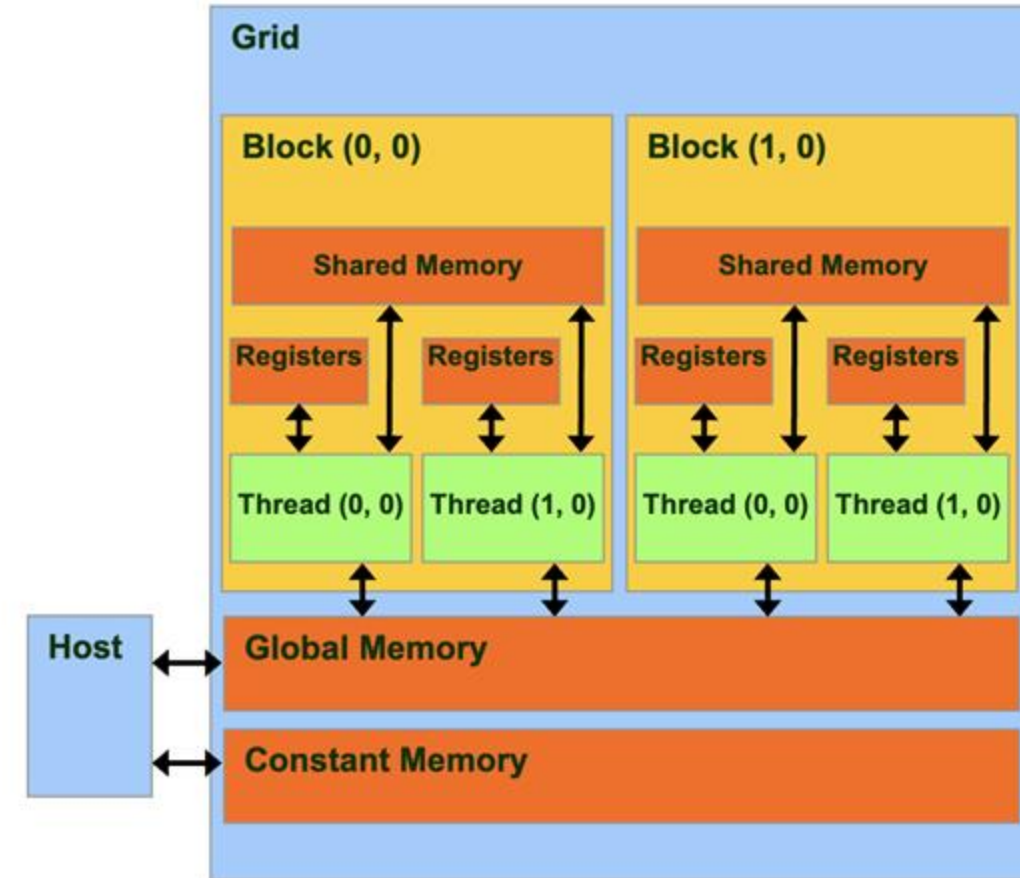 Grid
Block (0, 0)
Block (1, 0)
Shared Memory
Shared Memory
Registers
Registers
Registers
Registers
Thread (0, 0)
Thread (1, 0)
Thread (0, 0)
Thread (1, 0)
Host
Global Memory
Constant Memory